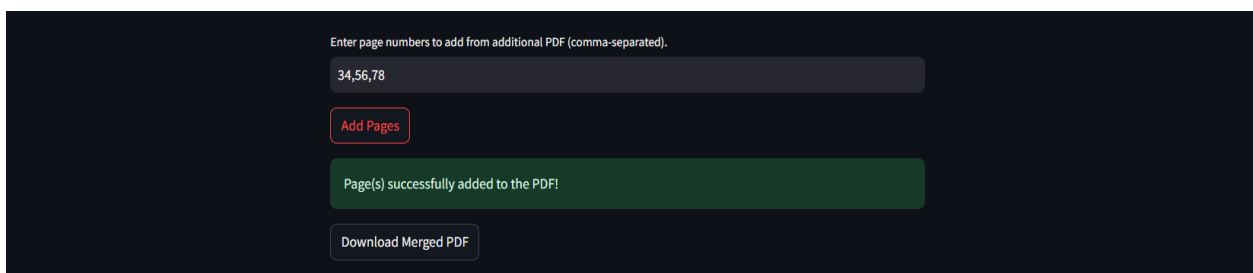 Enter page numbers to add from additional PDF (comma-separated).
34,56,78
Add Pages
Page(s) successfully added to the PDF!
Download Merged PDF